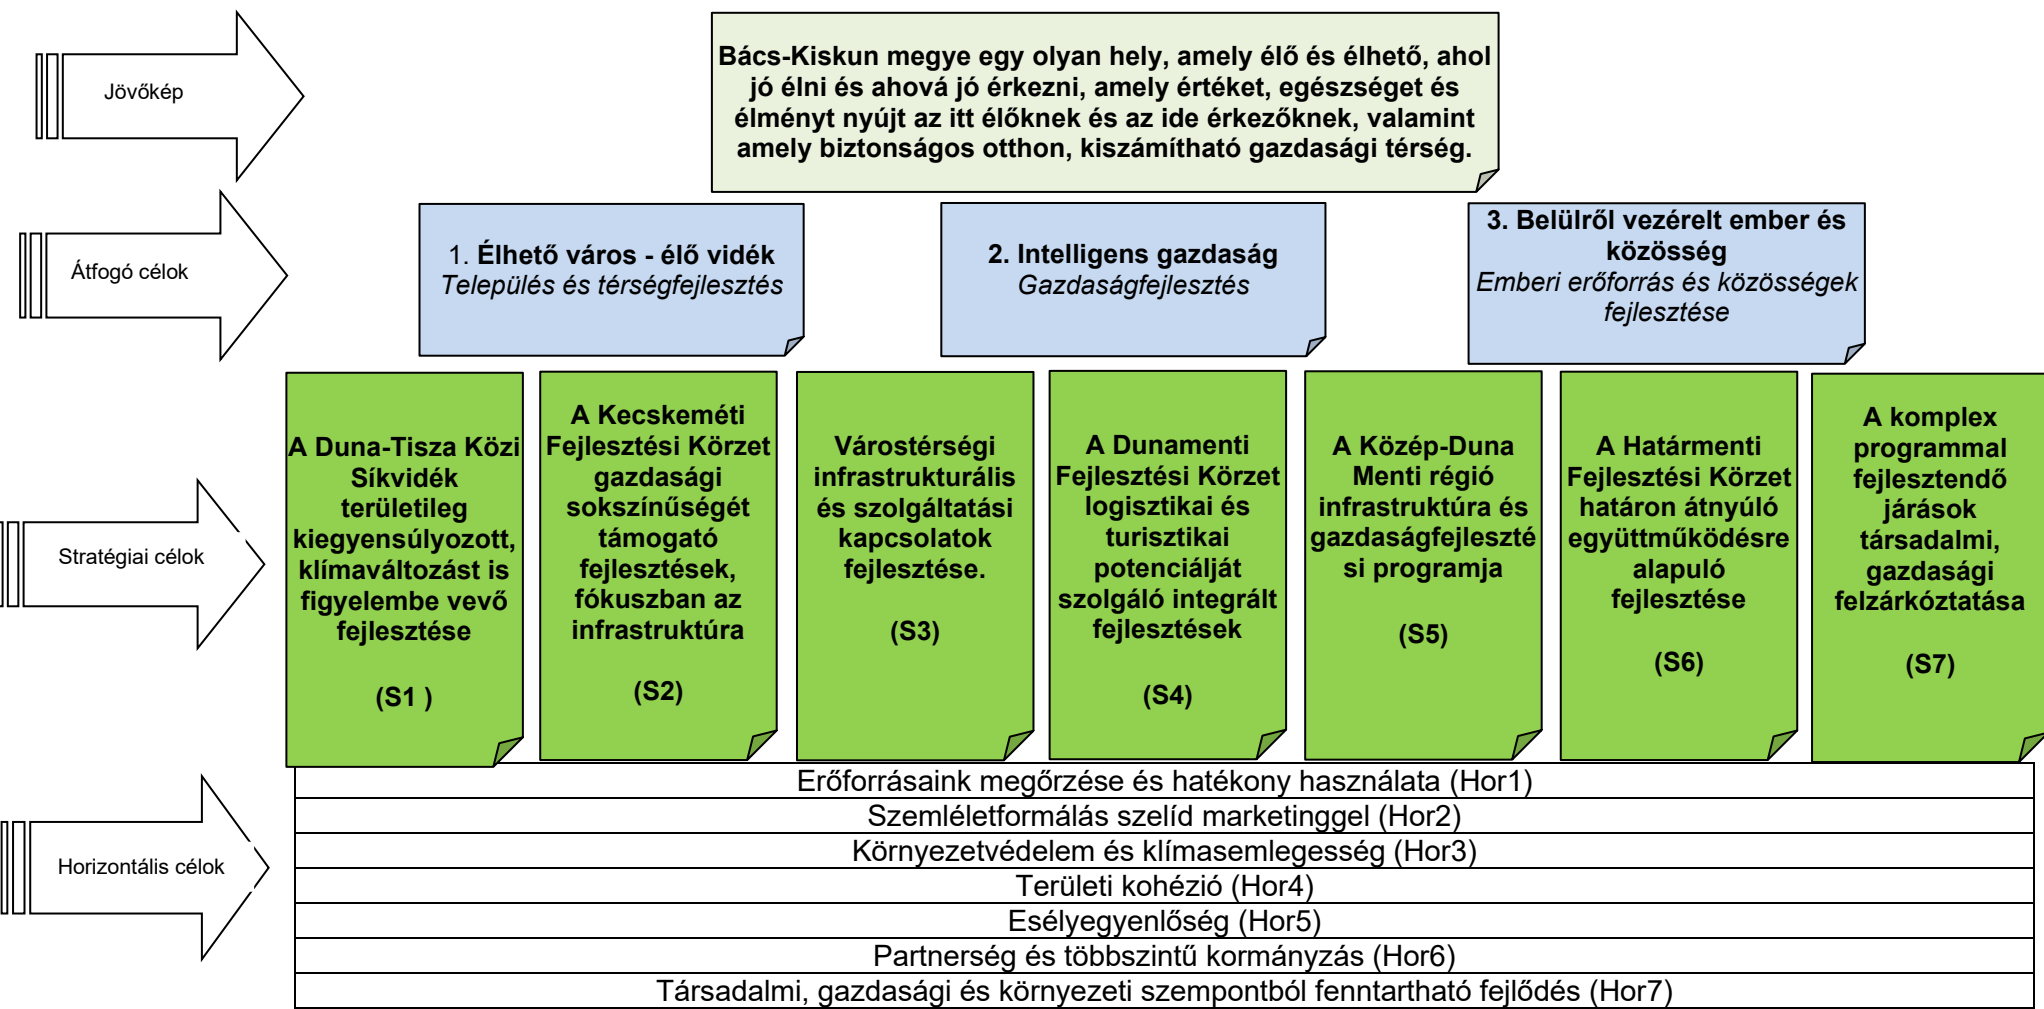 Jövőkép
Bács-Kiskun megye egy olyan hely, amely élő és élhető, ahol
jó élni és ahová jó érkezni, amely értéket, egészséget és
élményt nyújt az itt élőknek és az ide érkezőknek, valamint
amely biztonságos otthon, kiszámítható gazdasági térség.
Átfogó célok
1. Élhető város - élő vidék
Település és térségfejlesztés
2. Intelligens gazdaság
Gazdaságfejlesztés
3. Belülről vezérelt ember és
közösség
Emberi erőforrás és közösségek
fejlesztése
Stratégiai célok
A Duna-Tisza Közi
Síkvidék
területileg
kiegyensúlyozott,
klímaváltozást is
figyelembe vevő
fejlesztése
(S1 )
A Kecskeméti
Fejlesztési Körzet
gazdasági
sokszínűségét
támogató
fejlesztések,
fókuszban az
infrastruktúra
(S2)
Várostérségi
infrastrukturális
és szolgáltatási
kapcsolatok
fejlesztése.
(S3)
A Dunamenti
Fejlesztési Körzet
logisztikai és
turisztikai
potenciálját
szolgáló integrált
fejlesztések
(S4)
A Közép-Duna
Menti régió
infrastruktúra és
gazdaságfejleszté
si programja
(S5)
A Határmenti
Fejlesztési Körzet
határon átnyúló
együttműködésre
alapuló
fejlesztése
(S6)
A komplex
programmal
fejlesztendő
járások
társadalmi,
gazdasági
felzárkóztatása
(S7)
Horizontális célok
Erőforrásaink megőrzése és hatékony használata (Hor1)
Szemléletformálás szelíd marketinggel (Hor2)
Környezetvédelem és klímasemlegesség (Hor3)
Területi kohézió (Hor4)
Esélyegyenlőség (Hor5)
Partnerség és többszintű kormányzás (Hor6)
Társadalmi, gazdasági és környezeti szempontból fenntartható fejlődés (Hor7)